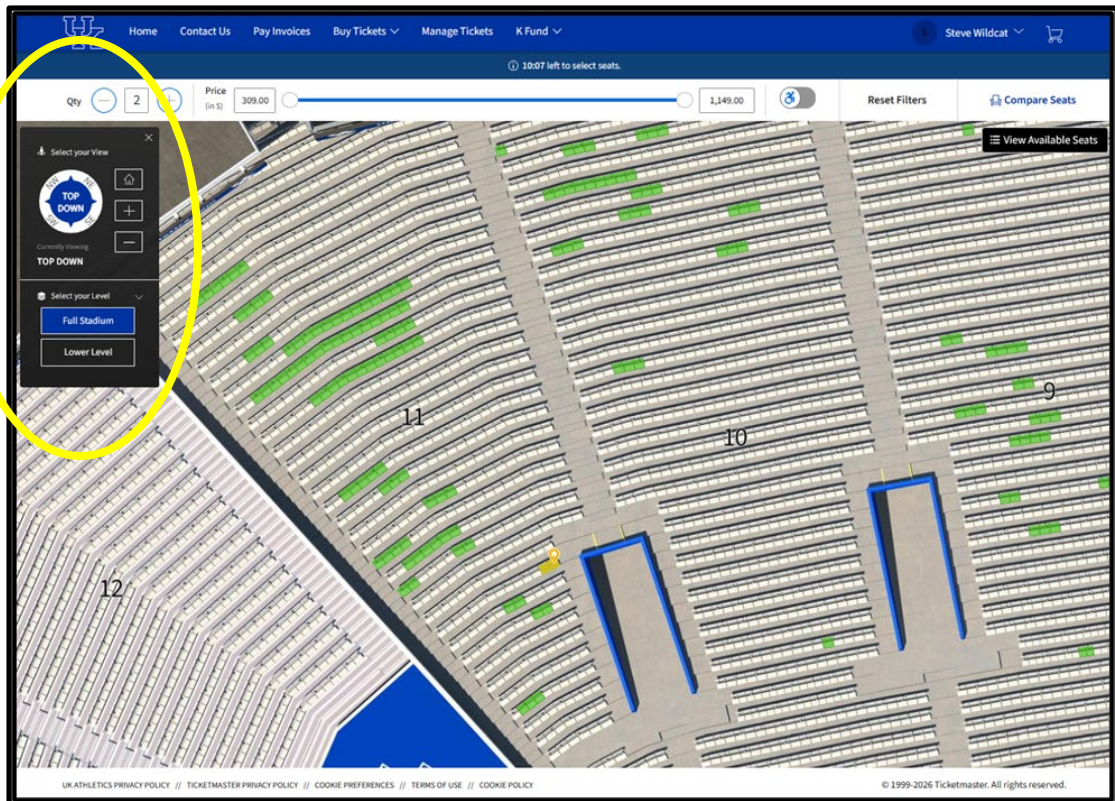 UK
Home Contact Us Pay Invoices Buy Tickets Manage Tickets K Fund Steve Wildcat
10:07 left to select seats.
Qty 2 Price (in $) 309.00 1,149.00 Reset Filters Compare Seats
View Available Seats
Select your View
NW NE
TOP DOWN
SW SE
Currently Viewing
TOP DOWN
Select your Level
Full Stadium
Lower Level
9
11
10
12
UK ATHLETICS PRIVACY POLICY // TICKETMASTER PRIVACY POLICY // COOKIE PREFERENCES // TERMS OF USE // COOKIE POLICY © 1999-2026 Ticketmaster. All rights reserved.